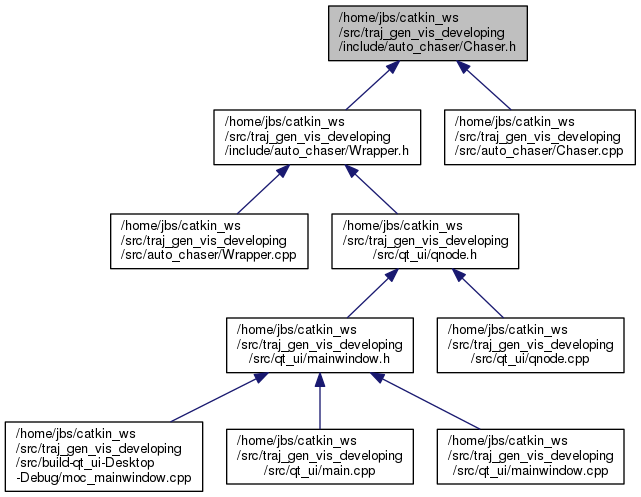 /home/jbs/catkin_ws
/src/traj_gen_vis_developing
/include/auto_chaser/Chaser.h
/home/jbs/catkin_ws
/src/traj_gen_vis_developing
/include/auto_chaser/Wrapper.h
/home/jbs/catkin_ws
/src/traj_gen_vis_developing
/src/auto_chaser/Chaser.cpp
/home/jbs/catkin_ws
/src/traj_gen_vis_developing
/src/auto_chaser/Wrapper.cpp
/home/jbs/catkin_ws
/src/traj_gen_vis_developing
/src/qt_ui/qnode.h
/home/jbs/catkin_ws
/src/traj_gen_vis_developing
/src/qt_ui/mainwindow.h
/home/jbs/catkin_ws
/src/traj_gen_vis_developing
/src/qt_ui/qnode.cpp
/home/jbs/catkin_ws
/src/traj_gen_vis_developing
/src/build-qt_ui-Desktop
-Debug/moc_mainwindow.cpp
/home/jbs/catkin_ws
/src/traj_gen_vis_developing
/src/qt_ui/main.cpp
/home/jbs/catkin_ws
/src/traj_gen_vis_developing
/src/qt_ui/mainwindow.cpp